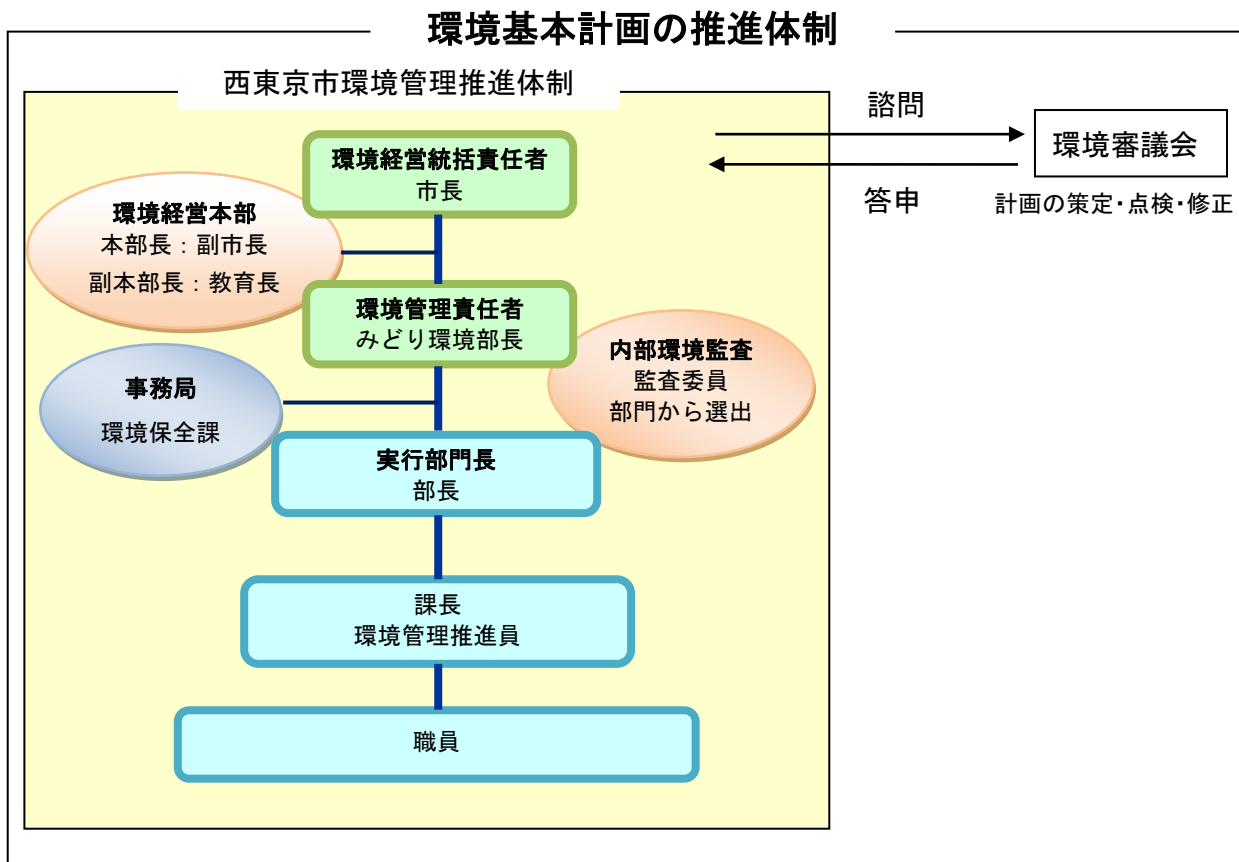 環境基本計画の推進体制
西東京市環境管理推進体制
諮問
環境審議会
答申
計画の策定・点検・修正
環境経営統括責任者
市長
環境経営本部
本部長：副市長
副本部長：教育長
環境管理責任者
みどり環境部長
内部環境監査
監査委員
部門から選出
事務局
環境保全課
実行部門長
部長
課長
環境管理推進員
職員